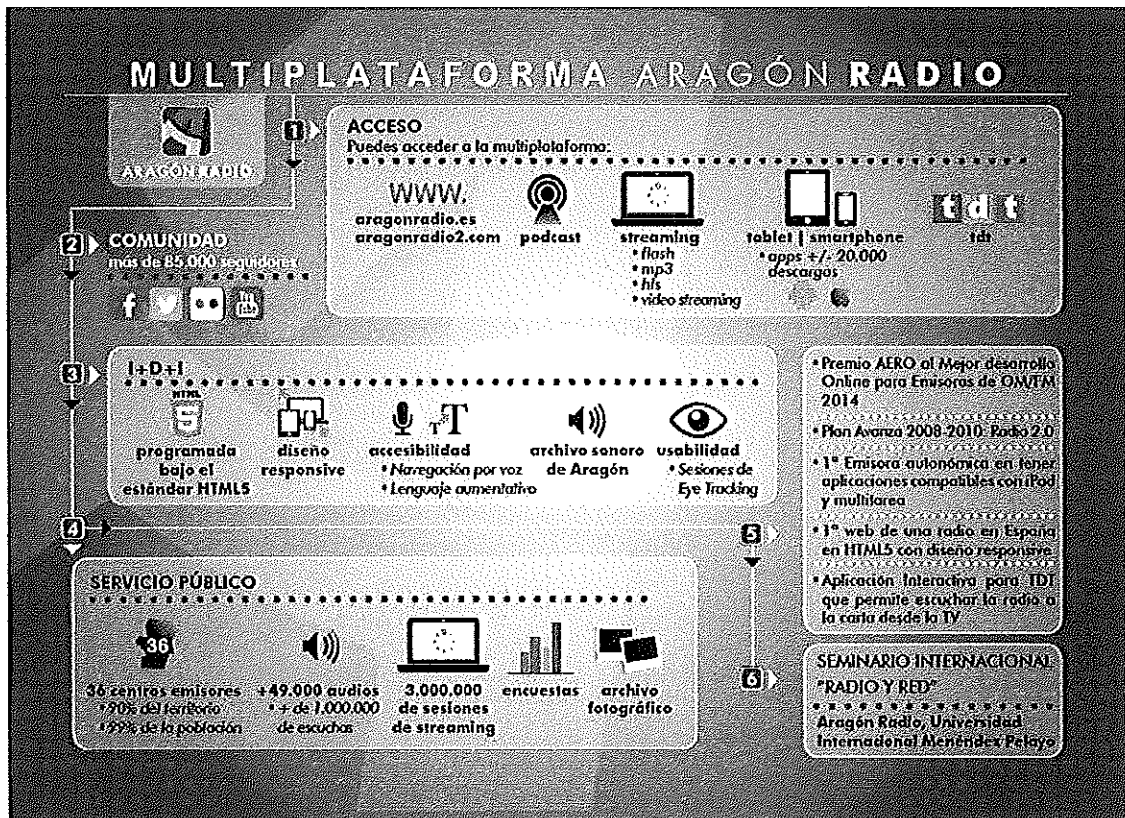 MULTIPLATAFORMA ARAGÓN RADIO
ARAGÓN RADIO
1
ACCESO
Puedes acceder a la multiplataforma:
www.
aragonradio.es
aragonradio2.com
podcast
streaming
• flash
• mp3
• hls
• video streaming
tablet | smartphone
• apps +/- 20.000
descargas
tdt
tdt
2
COMUNIDAD
más de 85.000 seguidores
f
You
Tube
3
I+D+I
HTML
5
programada
bajo el
estándar HTML5
diseño
responsive
TT
accesibilidad
• Navegación por voz
• Lenguaje aumentativo
archivo sonoro
de Aragón
usabilidad
• Sesiones de
Eye Tracking
4
SERVICIO PÚBLICO
36
36 centros emisores
• 90% del territorio
• 99% de la población
+49.000 audios
• + de 1.000.000
de escuchas
3.000.000
de sesiones
de streaming
encuestas
archivo
fotográfico
5
• Premio AERO al Mejor desarrollo
Online para Emisoras de OM/FM
2014
• Plan Avanza 2008-2010: Radio 2.0
• 1ª Emisora autonómica en tener
aplicaciones compatibles con iPad
y multitarea
• 1ª web de una radio en España
en HTML5 con diseño responsive
• Aplicación Interactiva para TDT
que permite escuchar la radio a
la carta desde la TV
6
SEMINARIO INTERNACIONAL
"RADIO Y RED"
Aragón Radio, Universidad
Internacional Menéndez Pelayo